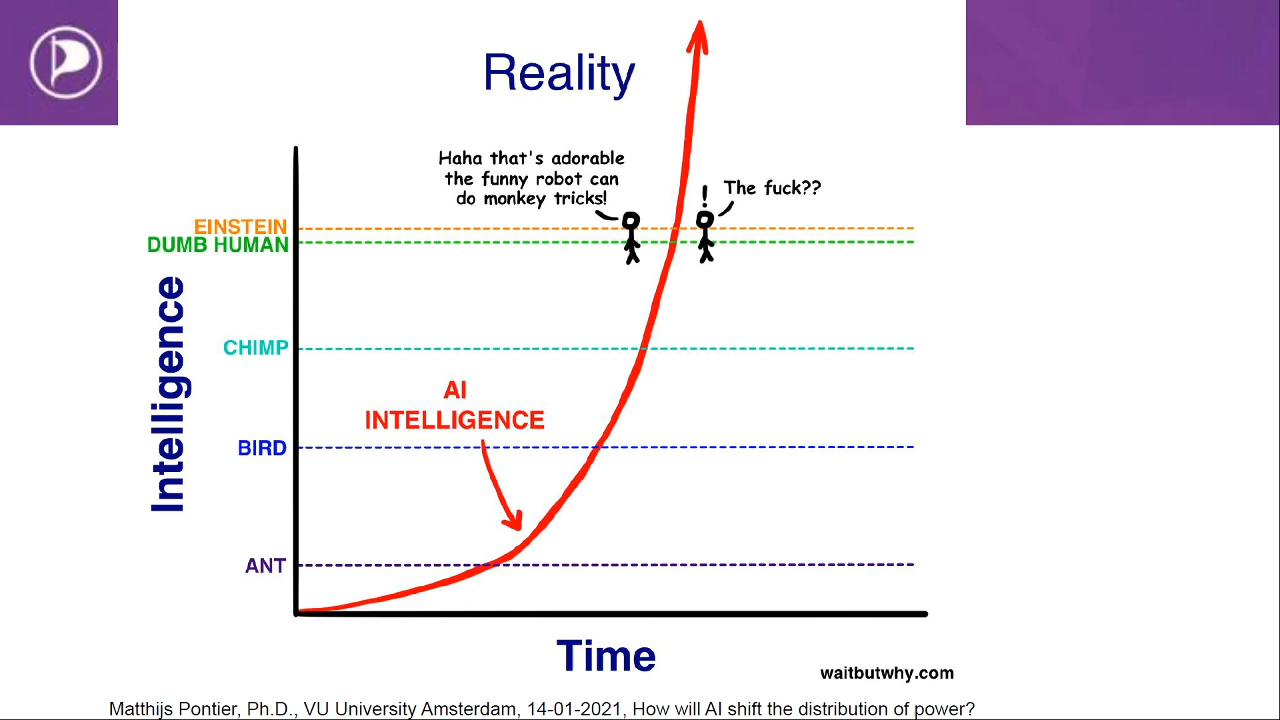 Reality
Haha that's adorable
the funny robot can
do monkey tricks!
!
The fuck??
EINSTEIN
DUMB HUMAN
CHIMP
AI
INTELLIGENCE
BIRD
ANT
Intelligence
Time
waitbutwhy.com
Matthijs Pontier, Ph.D., VU University Amsterdam, 14-01-2021, How will AI shift the distribution of power?